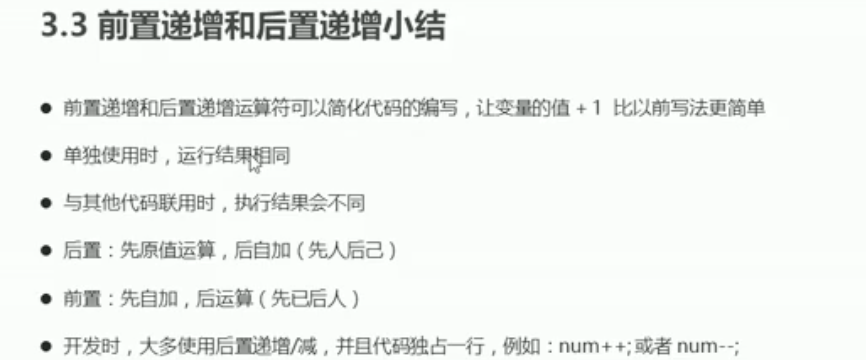 3.3 前置递增和后置递增小结
● 前置递增和后置递增运算符可以简化代码的编写，让变量的值 + 1 比以前写法更简单
● 单独使用时，运行结果相同
● 与其他代码联用时，执行结果会不同
● 后置：先原值运算，后自加（先人后己）
● 前置：先自加，后运算（先已后人）
● 开发时，大多使用后置递增/减，并且代码独占一行，例如：num++; 或者 num--;